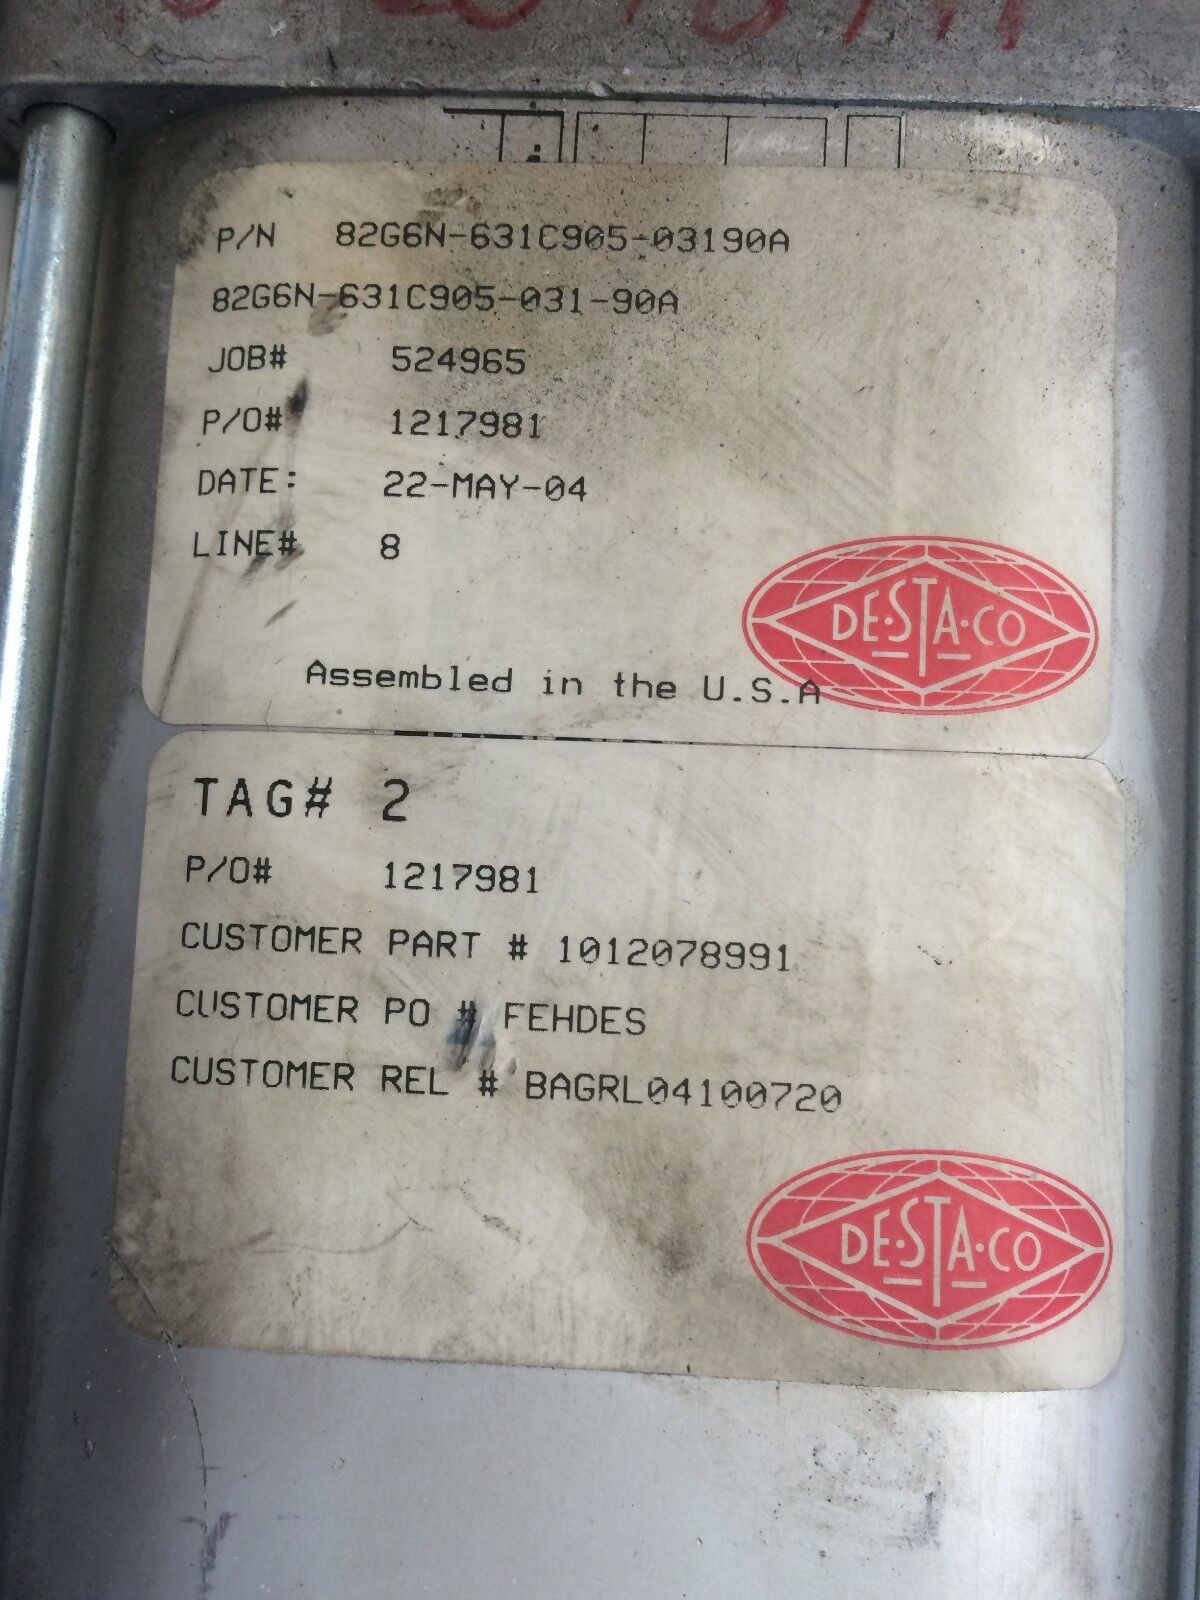 P/N 82G6N-631C905-03190A
82G6N-631C905-031-90A
JOB# 524965
P/O# 1217981
DATE: 22-MAY-04
LINE# 8
DE·STA·CO
Assembled in the U.S.A
TAG# 2
P/O# 1217981
CUSTOMER PART # 1012078991
CUSTOMER PO # FEHDES
CUSTOMER REL # BAGRL04100720
DE·STA·CO